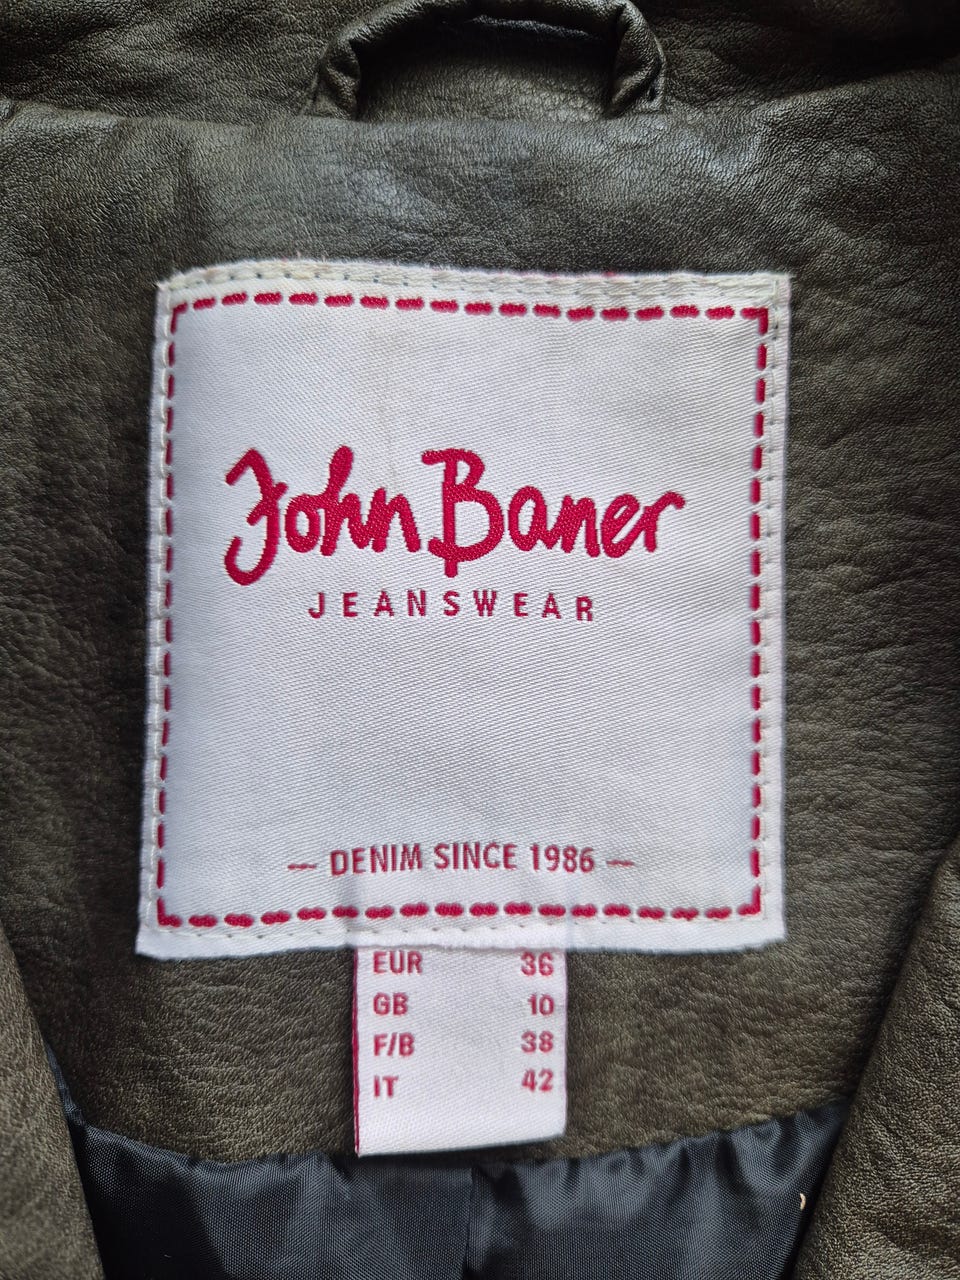 John Baner
JEANSWEAR
— DENIM SINCE 1986 —
EUR 36
GB 10
F/B 38
IT 42